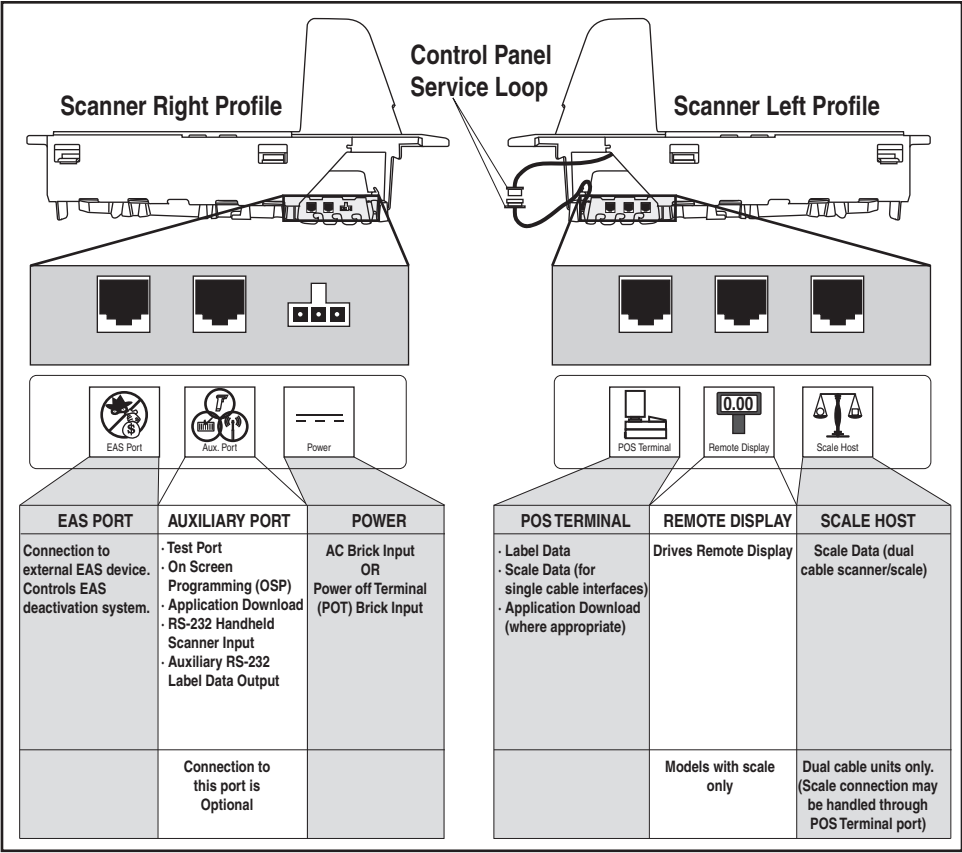 Control Panel
Service Loop
Scanner Right Profile
Scanner Left Profile
EAS Port
Aux. Port
Power
0.00
POS Terminal
Remote Display
Scale Host
$
EAS PORT
Connection to
external EAS device.
Controls EAS
deactivation system.
AUXILIARY PORT
· Test Port
· On Screen
Programming (OSP)
· Application Download
· RS-232 Handheld
Scanner Input
· Auxiliary RS-232
Label Data Output
Connection to
this port is
Optional
POWER
AC Brick Input
OR
Power off Terminal
(POT) Brick Input
POS TERMINAL
· Label Data
· Scale Data (for
single cable interfaces)
· Application Download
(where appropriate)
REMOTE DISPLAY
Drives Remote Display
Models with scale
only
SCALE HOST
Scale Data (dual
cable scanner/scale)
Dual cable units only.
(Scale connection may
be handled through
POS Terminal port)